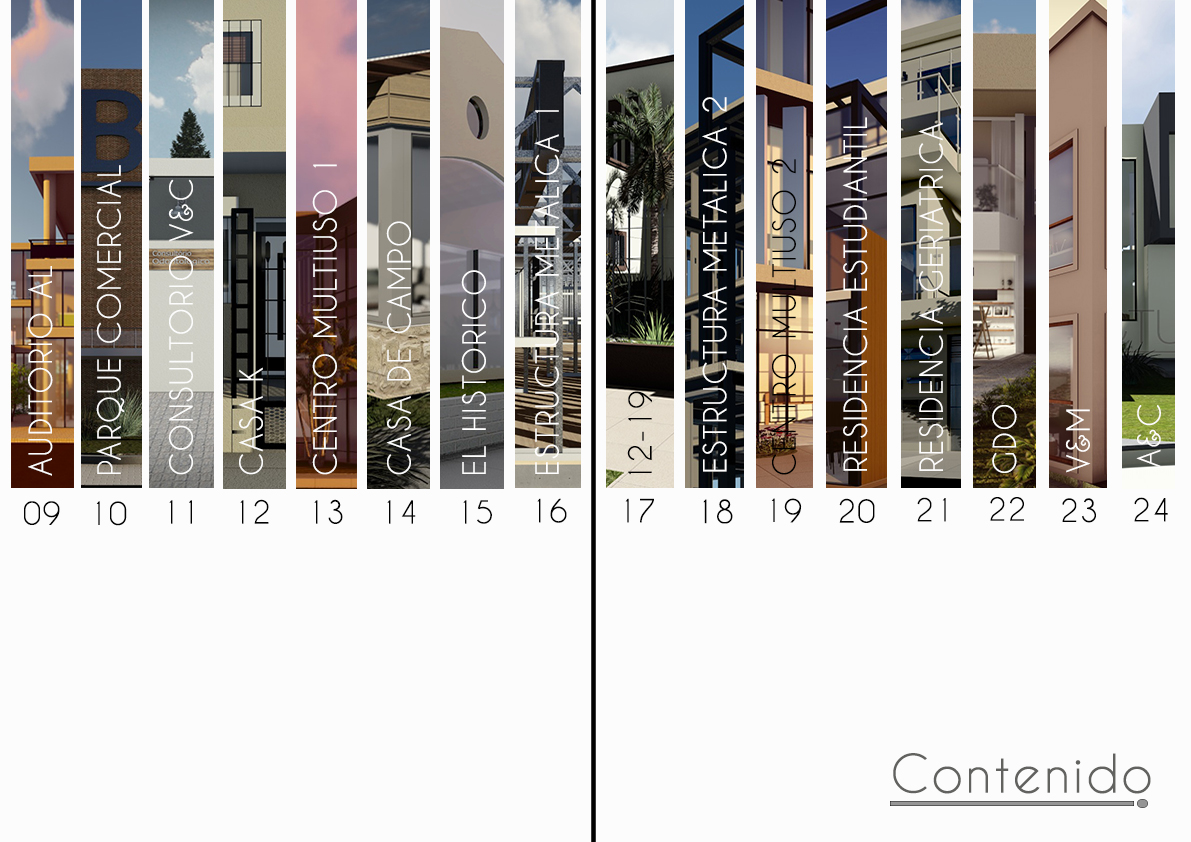 AUDITORIO AL
PARQUE COMERCIAL
CONSULTORIO V&C
CASA K
CENTRO MULTIUSO 1
CASA DE CAMPO
EL HISTORICO
ESTRUCTURA METALICA 1
12-19
ESTRUCTURA METALICA 2
CENTRO MULTIUSO 2
RESIDENCIA ESTUDIANTIL
RESIDENCIA GERIATRICA
ODO
V&M
A&C
B
09 10 11 12 13 14 15 16 17 18 19 20 21 22 23 24
Contenido